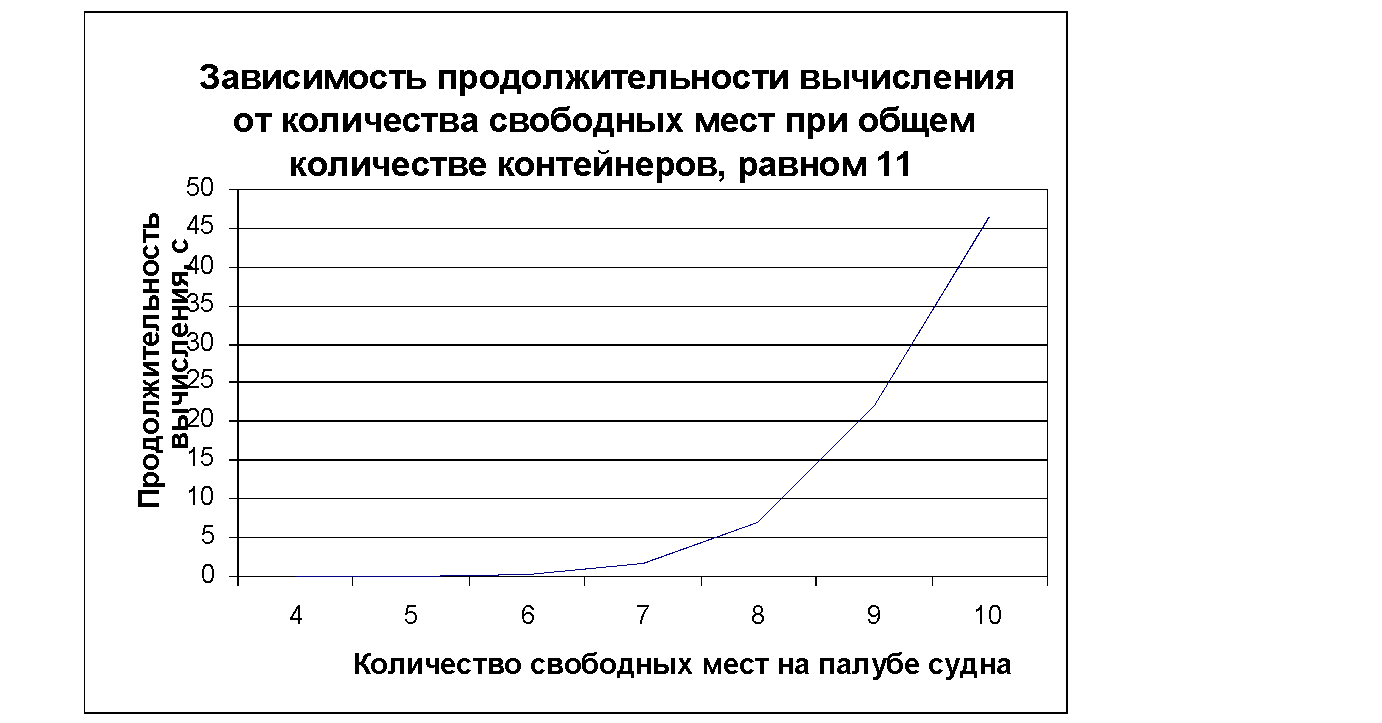 Зависимость продолжительности вычисления
от количества свободных мест при общем
количестве контейнеров, равном 11
Продолжительность
вычисления, с
50
45
40
35
30
25
20
15
10
5
0
4 5 6 7 8 9 10
Количество свободных мест на палубе судна